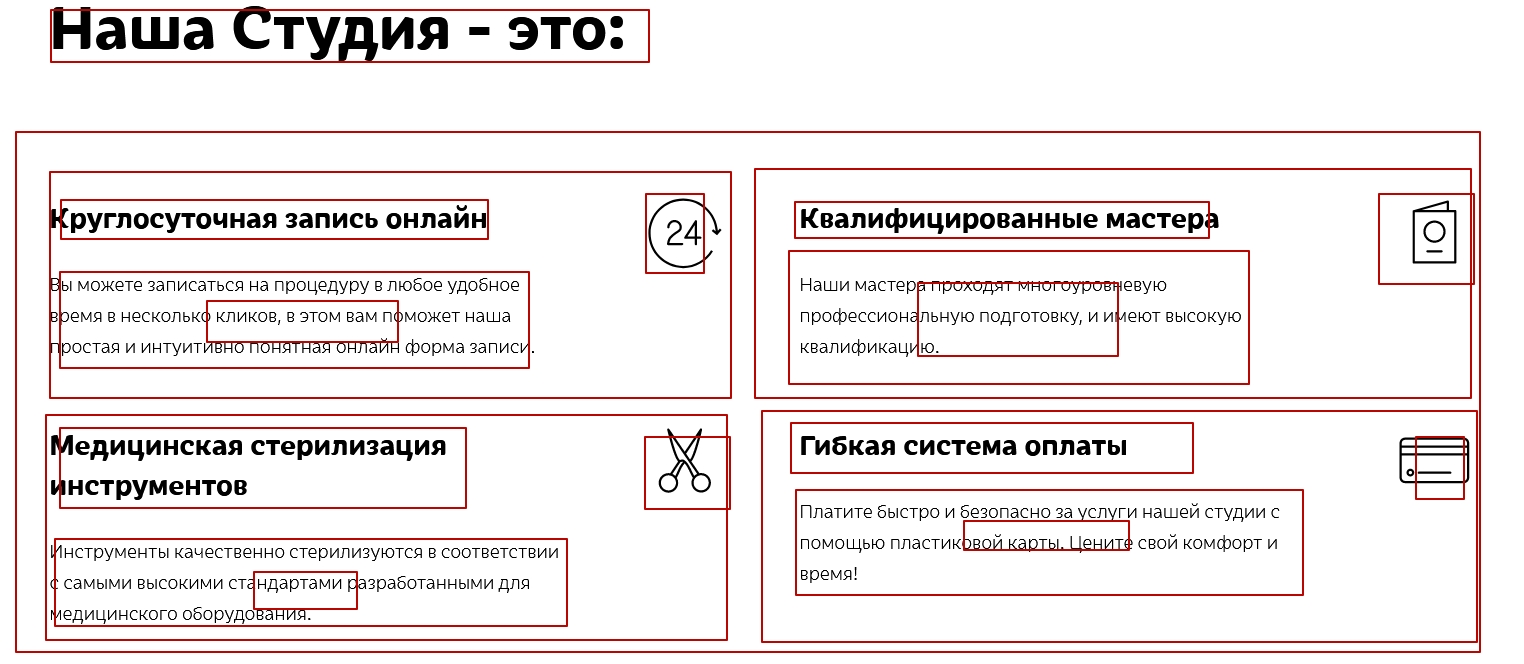 Наша Студия - это:
Круглосуточная запись онлайн
24
Вы можете записаться на процедуру в любое удобное
время в несколько кликов, в этом вам поможет наша
простая и интуитивно понятная онлайн форма записи.
Квалифицированные мастера
Наши мастера проходят многоуровневую
профессиональную подготовку, и имеют высокую
квалификацию.
Медицинская стерилизация
инструментов
Инструменты качественно стерилизуются в соответствии
с самыми высокими стандартами разработанными для
медицинского оборудования.
Гибкая система оплаты
Платите быстро и безопасно за услуги нашей студии с
помощью пластиковой карты. Цените свой комфорт и
время!